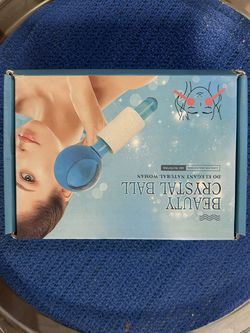 BEAUTY
CRYSTAL BALL
DO ELEGANT NATURAL WOMAN